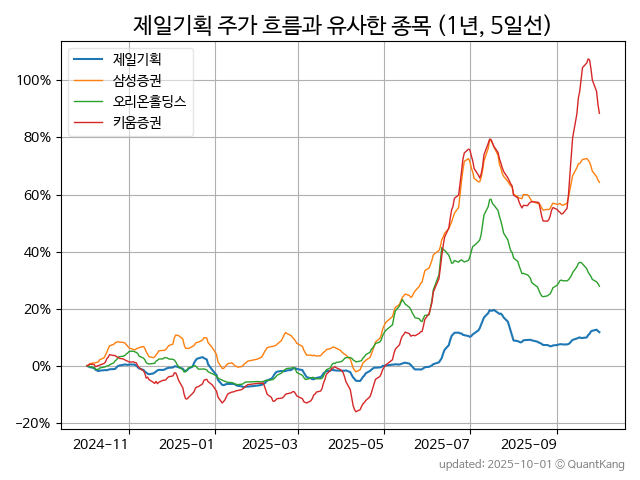 제일기획 주가 흐름과 유사한 종목 (1년, 5일선)
제일기획
삼성증권
오리온홀딩스
키움증권
100%
80%
60%
40%
20%
0%
−20%
2024-11 2025-01 2025-03 2025-05 2025-07 2025-09
updated: 2025-10-01 © QuantKang